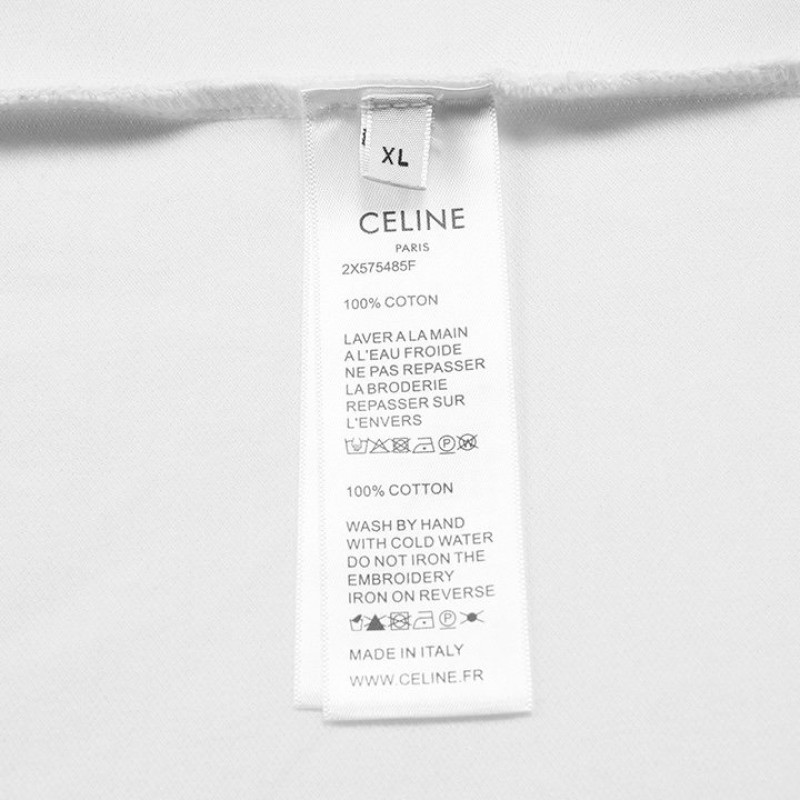 XL
CELINE
PARIS
2X575485F
100% COTON
LAVER A LA MAIN
A L'EAU FROIDE
NE PAS REPASSER
LA BRODERIE
REPASSER SUR
L'ENVERS
100% COTTON
WASH BY HAND
WITH COLD WATER
DO NOT IRON THE
EMBROIDERY
IRON ON REVERSE
MADE IN ITALY
WWW.CELINE.FR